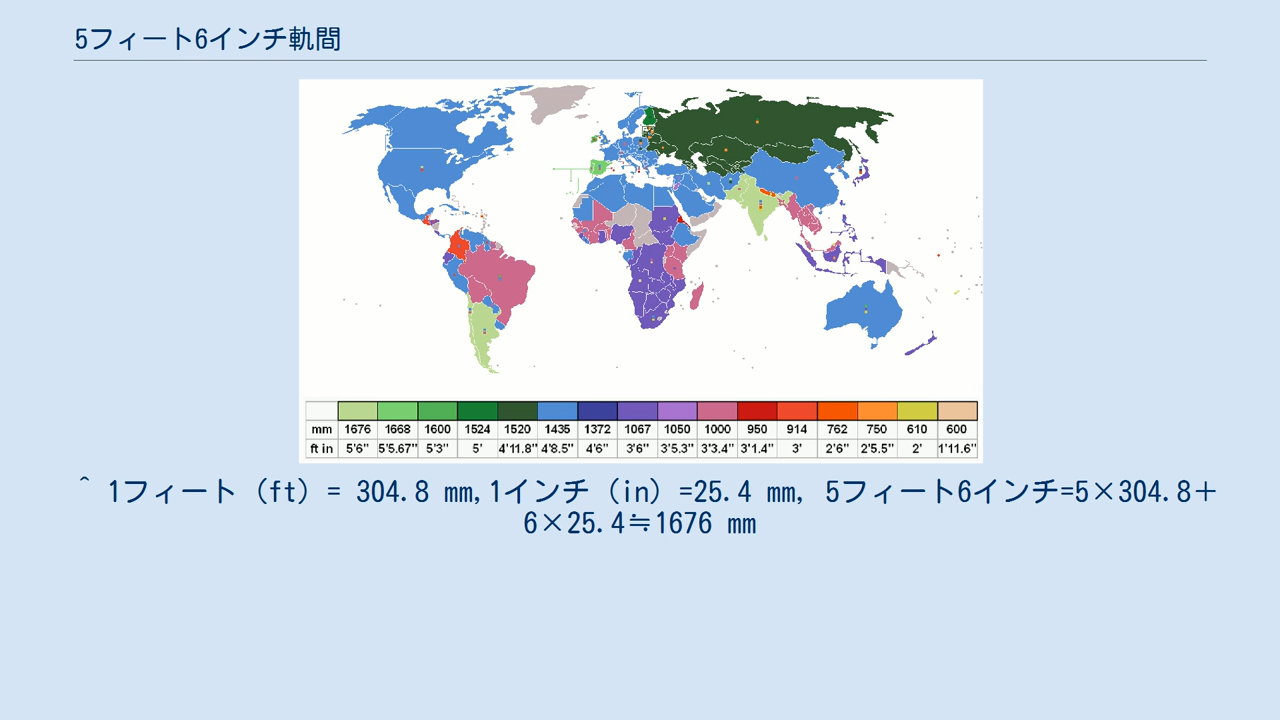 5フィート6インチ軌間
mm 1676 1668 1600 1524 1520 1435 1372 1067 1050 1000 950 914 762 750 610 600
ft in 5'6" 5'5.67" 5'3" 5' 4'11.8" 4'8.5" 4'6" 3'6" 3'5.3" 3'3.4" 3'1.4" 3' 2'6" 2'5.5" 2' 1'11.6"
^ 1フィート（ft）= 304.8 mm,1インチ（in）=25.4 mm, 5フィート6インチ=5×304.8＋
6×25.4≒1676 mm